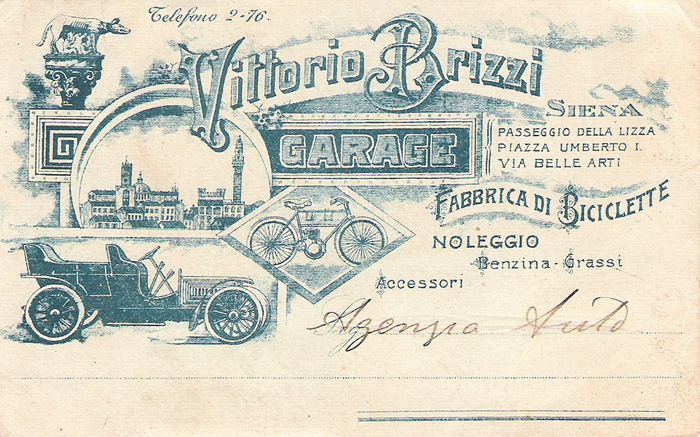 Telefono 2-76.
Vittorio Brizzi
SIENA
GARAGE
PASSEGGIO DELLA LIZZA
PIAZZA UMBERTO I.
VIA BELLE ARTI
FABBRICA DI BICICLETTE
NOLEGGIO
Benzina - Grassi
Accessori
Agenzia Auto